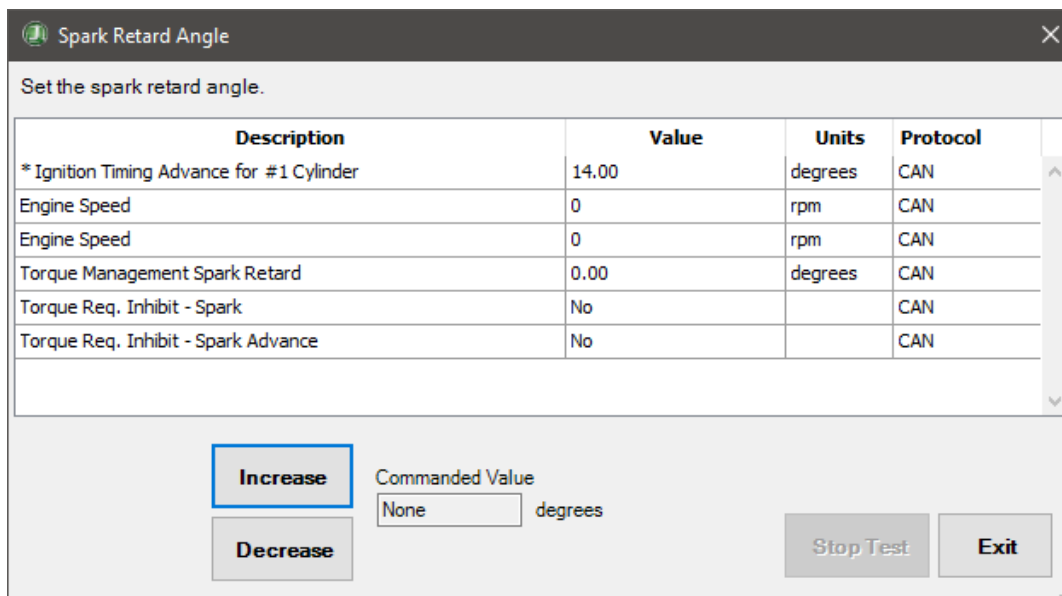 Spark Retard Angle
Set the spark retard angle.
Description Value Units Protocol
* Ignition Timing Advance for #1 Cylinder 14.00 degrees CAN
Engine Speed 0 rpm CAN
Engine Speed 0 rpm CAN
Torque Management Spark Retard 0.00 degrees CAN
Torque Req. Inhibit - Spark No CAN
Torque Req. Inhibit - Spark Advance No CAN
Increase
Commanded Value
None degrees
Decrease
Stop Test Exit